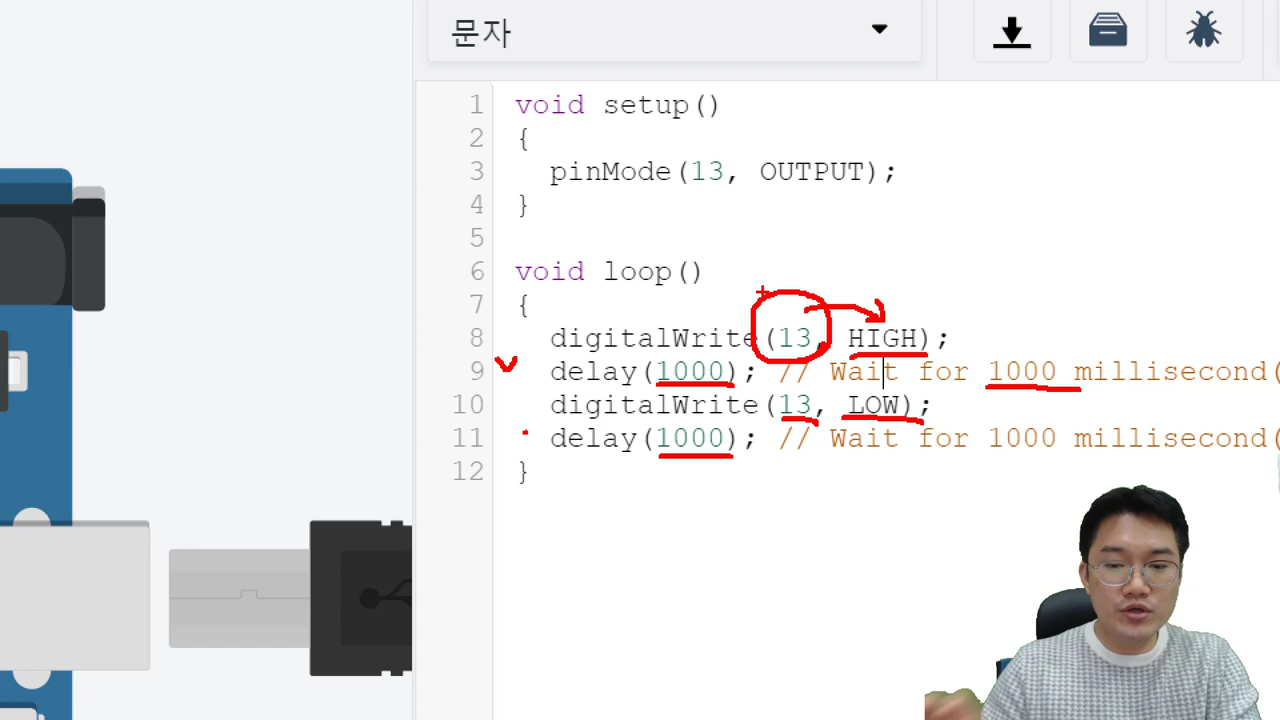 문자
1 void setup()
2 {
3 pinMode(13, OUTPUT);
4 }
5
6 void loop()
7 {
8 digitalWrite(13, HIGH);
9 delay(1000); // Wait for 1000 millisecond(
10 digitalWrite(13, LOW);
11 delay(1000); // Wait for 1000 millisecond(
12 }